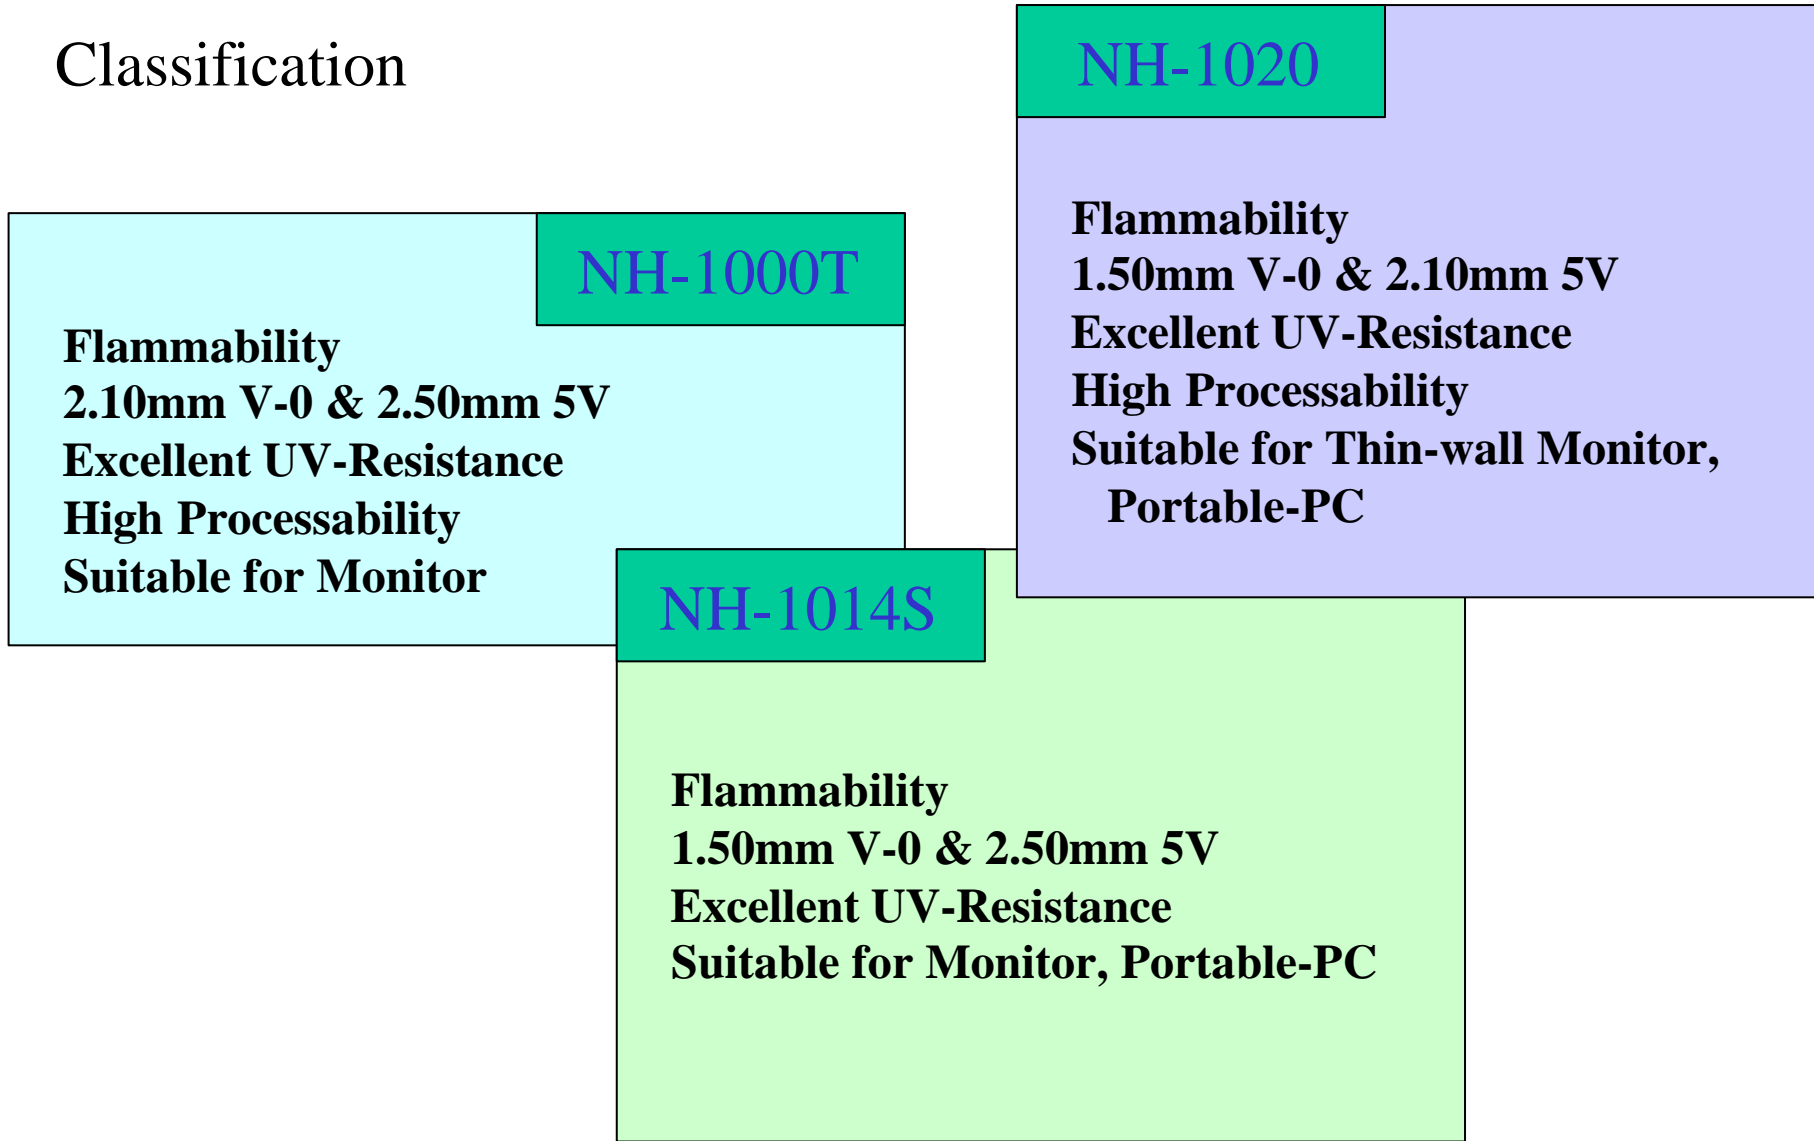 Classification
NH-1000T
Flammability
2.10mm V-0 & 2.50mm 5V
Excellent UV-Resistance
High Processability
Suitable for Monitor
NH-1020
Flammability
1.50mm V-0 & 2.10mm 5V
Excellent UV-Resistance
High Processability
Suitable for Thin-wall Monitor,
Portable-PC
NH-1014S
Flammability
1.50mm V-0 & 2.50mm 5V
Excellent UV-Resistance
Suitable for Monitor, Portable-PC